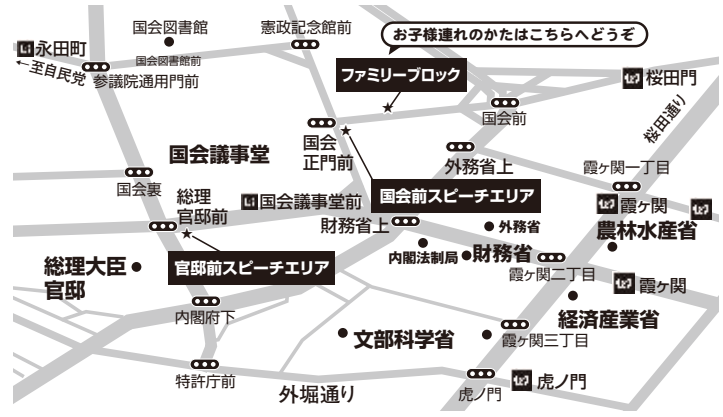 国会図書館
憲政記念館前
お子様連れのかたはこちらへどうぞ
永田町
国会図書館前
←至自民党
参議院通用門前
ファミリーブロック
桜田門
国会前
桜田通り
国会議事堂
国会
正門前
外務省上
霞ヶ関一丁目
国会裏
総理
官邸前
国会議事堂前
国会前スピーチエリア
霞ヶ関
財務省上
外務省
農林水産省
内閣法制局
財務省
総理大臣
官邸
官邸前スピーチエリア
霞ヶ関二丁目
霞ヶ関
内閣府下
経済産業省
文部科学省
霞ヶ関三丁目
特許庁前
外堀通り
虎ノ門
虎ノ門